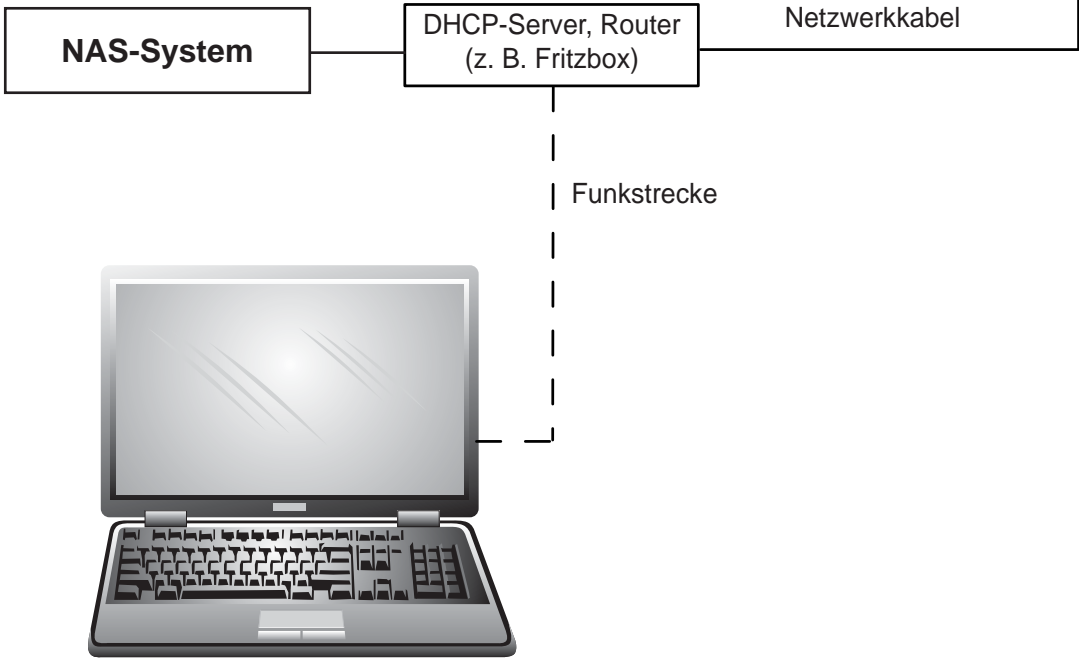 NAS-System
DHCP-Server, Router
(z. B. Fritzbox)
Netzwerkkabel
Funkstrecke